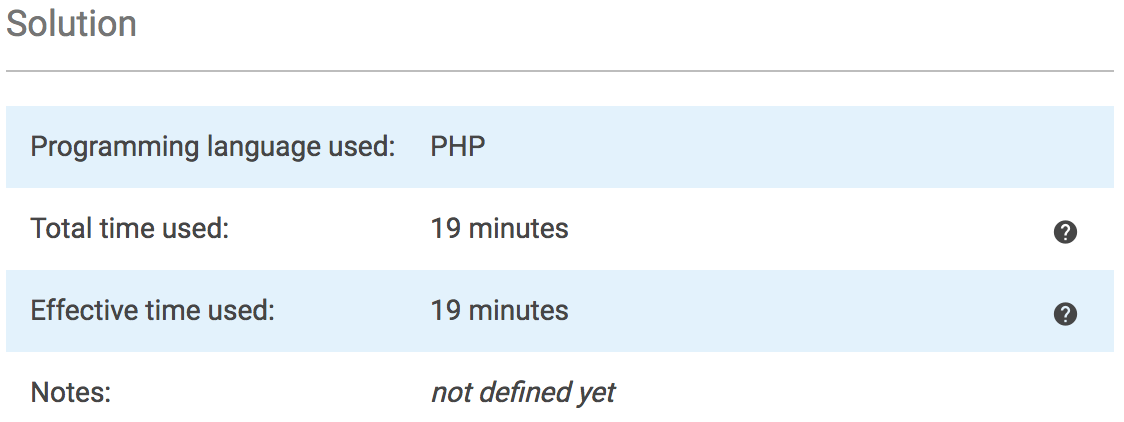 Solution
Programming language used: PHP
Total time used: 19 minutes
Effective time used: 19 minutes
Notes: not defined yet